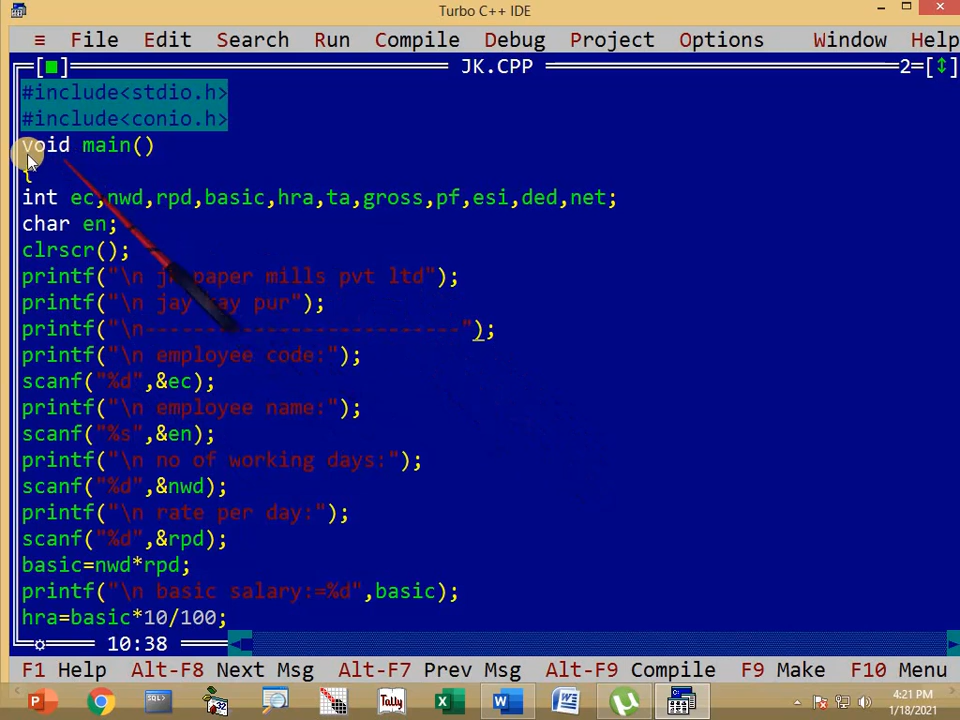 Turbo C++ IDE
≡ File Edit Search Run Compile Debug Project Options Window Help
[■] JK.CPP 2=[↕]
#include<stdio.h>
#include<conio.h>
void main()
{
int ec,nwd,rpd,basic,hra,ta,gross,pf,esi,ded,net;
char en;
clrscr();
printf("\n jk paper mills pvt ltd");
printf("\n jay kay pur");
printf("\n--------------------------");
printf("\n employee code:");
scanf("%d",&ec);
printf("\n employee name:");
scanf("%s",&en);
printf("\n no of working days:");
scanf("%d",&nwd);
printf("\n rate per day:");
scanf("%d",&rpd);
basic=nwd*rpd;
printf("\n basic salary:=%d",basic);
hra=basic*10/100;
10:38
F1 Help Alt-F8 Next Msg Alt-F7 Prev Msg Alt-F9 Compile F9 Make F10 Menu
4:21 PM
1/18/2021